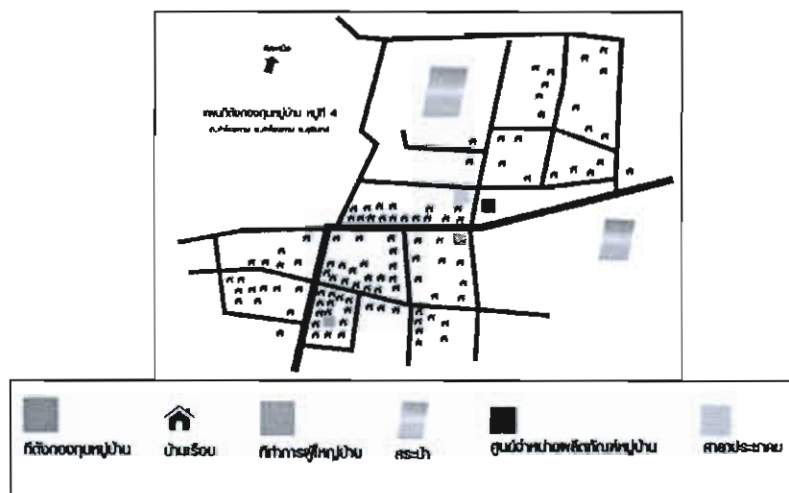 แผนที่ตั้งกองทุนหมู่บ้าน หมู่ที่ 4
ที่ตั้งกองทุนหมู่บ้าน
บ้านเรือน
ที่ทำการผู้ใหญ่บ้าน
สระน้ำ
ศูนย์จำหน่ายผลิตภัณฑ์หมู่บ้าน
ศาลาประชาคม